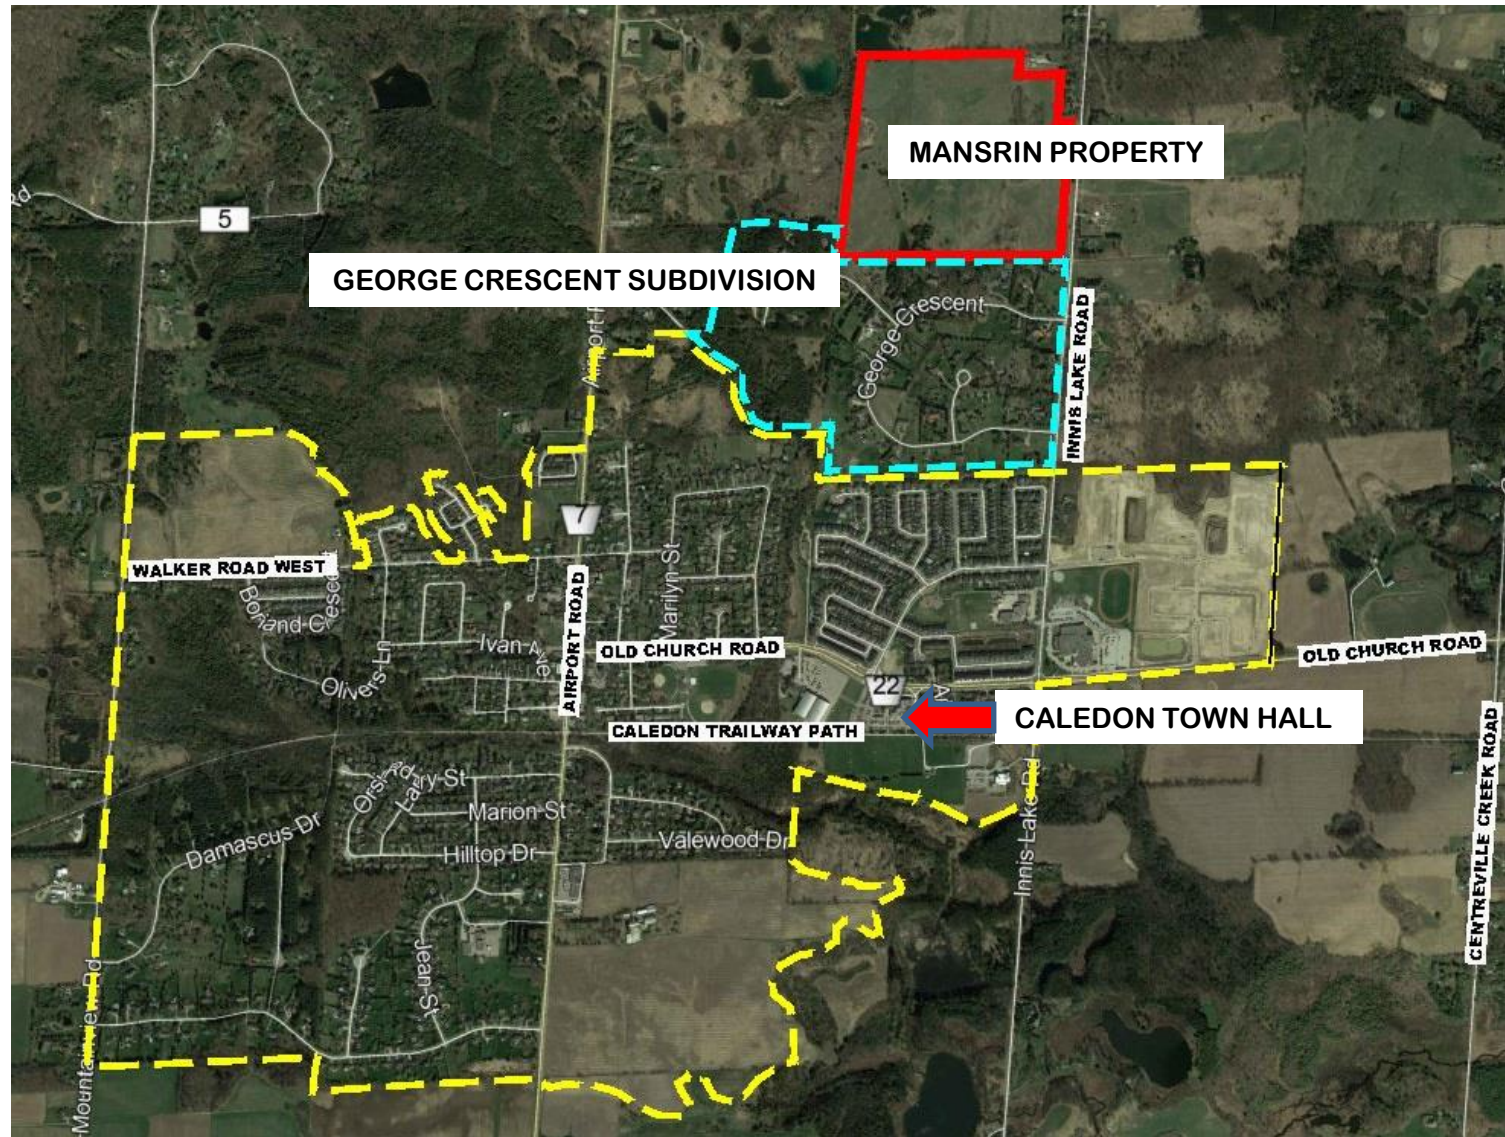 MANSRIN PROPERTY
Rd
5
GEORGE CRESCENT SUBDIVISION
George Crescent
INNIS LAKE ROAD
7
WALKER ROAD WEST
Marilyn St
AIRPORT ROAD
Ivan Ave
Olivers Ln
OLD CHURCH ROAD
OLD CHURCH ROAD
22
CALEDON TOWN HALL
CALEDON TRAILWAY PATH
CENTREVILLE CREEK ROAD
Larry St
Marion St
Damascus Dr
Hilltop Dr
Valewood Dr
Innis Lake Rd
Jean St
Mountainview Rd